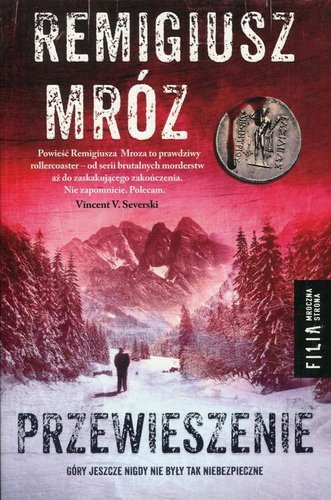 REMIGIUSZ
MRÓZ
Powieść Remigiusza Mroza to prawdziwy
rollercoaster – od serii brutalnych morderstw
aż do zaskakującego zakończenia.
Nie zapomnicie. Polecam.
Vincent V. Severski
FILIA
MROCZNA
STRONA
PRZEWIESZENIE
GÓRY JESZCZE NIGDY NIE BYŁY TAK NIEBEZPIECZNE